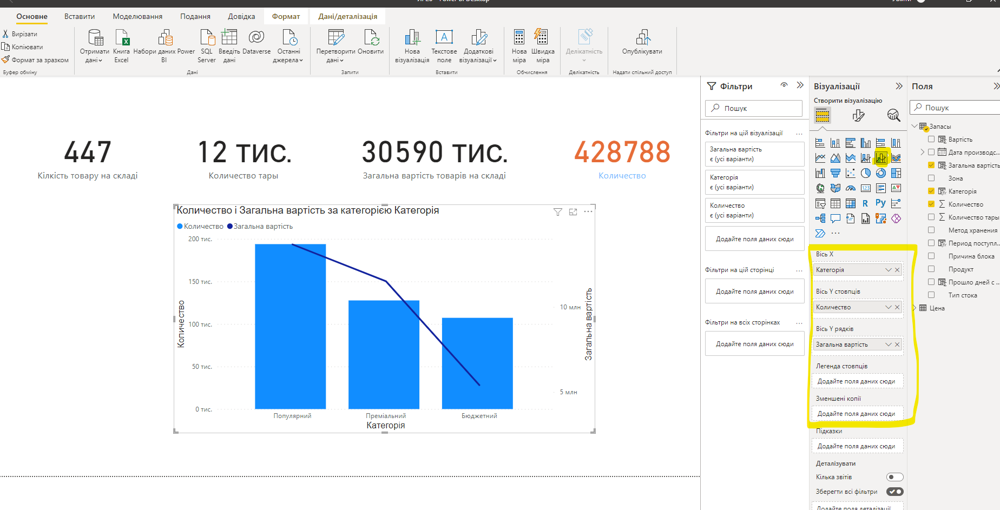 Power BI Desktop
Увійти
Основне
Вставити
Моделювання
Подання
Довідка
Формат
Дані/деталізація
Вирізати
Копіювати
Формат за зразком
Буфер обміну
Отримати дані
Книга Excel
Набори даних Power BI
SQL Server
Введіть дані
Dataverse
Останні джерела
Дані
Перетворити дані
Оновити
Запити
Нова візуалізація
Текстове поле
Додаткові візуалізації
Вставити
Нова міра
Швидка міра
Обчислення
Делікатність
Делікатність
Опублікувати
Надати спільний доступ
447
Кілкість товару на складі
12 тис.
Количество тары
30590 тис.
Загальна вартість товарів на складі
428788
Количество
Количество і Загальна вартість за категорією Категорія
Количество
Загальна вартість
200 тис.
150 тис.
100 тис.
50 тис.
0 тис.
Количество
10 млн
5 млн
Загальна вартість
Популярний
Преміальний
Бюджетний
Категорія
Фільтри
Пошук
Фільтри на цій візуалізації
...
Загальна вартість
є (усі варіанти)
Категорія
є (усі варіанти)
Количество
є (усі варіанти)
Додайте поля даних сюди
Фільтри на цій сторінці
...
Додайте поля даних сюди
Фільтри на всіх сторінках
...
Додайте поля даних сюди
Візуалізації
Створити візуалізацію
123
R
Py
...
Вісь X
Категорія
Вісь Y стовпців
Количество
Вісь Y рядків
Загальна вартість
Легенда стовпців
Додайте поля даних сюди
Зменшені копії
Додайте поля даних сюди
Підказки
Додайте поля даних сюди
Деталізувати
Кілька звітів
Зберегти всі фільтри
Додайте поля деталізації
Поля
Пошук
Запасы
Вартість
Дата производс...
Загальна вартість
Зона
Категорія
Количество
Количество тары
Метод хранения
Период поступл...
Причина блока
Продукт
Прошло дней с ...
Тип стока
Цена